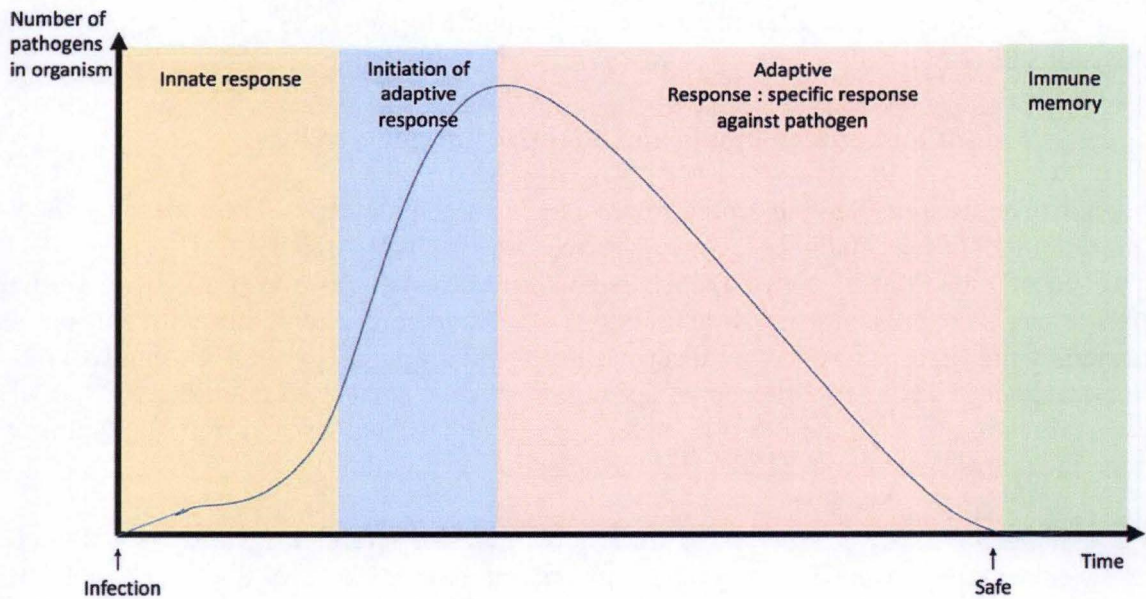 Number of
pathogens
in organism
Innate response
Initiation of
adaptive
response
Adaptive
Response : specific response
against pathogen
Immune
memory
Time
Infection
Safe